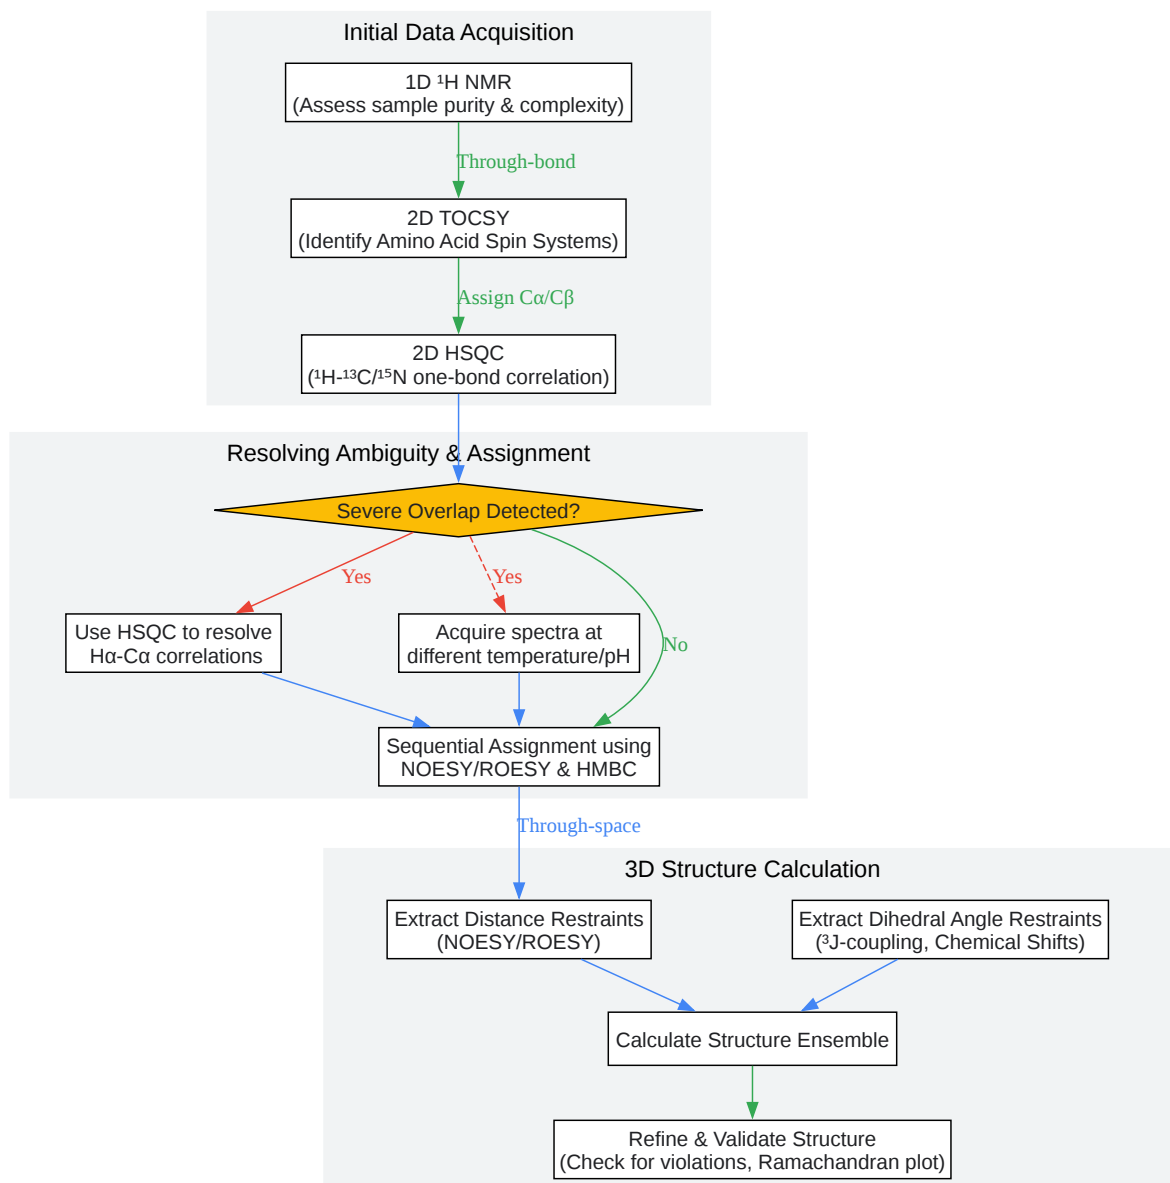 Initial Data Acquisition
1D ¹H NMR
(Assess sample purity & complexity)
Through-bond
2D TOCSY
(Identify Amino Acid Spin Systems)
Assign Cα/Cβ
2D HSQC
(¹H-¹³C/¹⁵N one-bond correlation)
Resolving Ambiguity & Assignment
Severe Overlap Detected?
Yes
Yes
Use HSQC to resolve
Hα-Cα correlations
Acquire spectra at
different temperature/pH
No
Sequential Assignment using
NOESY/ROESY & HMBC
Through-space
3D Structure Calculation
Extract Distance Restraints
(NOESY/ROESY)
Extract Dihedral Angle Restraints
(³J-coupling, Chemical Shifts)
Calculate Structure Ensemble
Refine & Validate Structure
(Check for violations, Ramachandran plot)